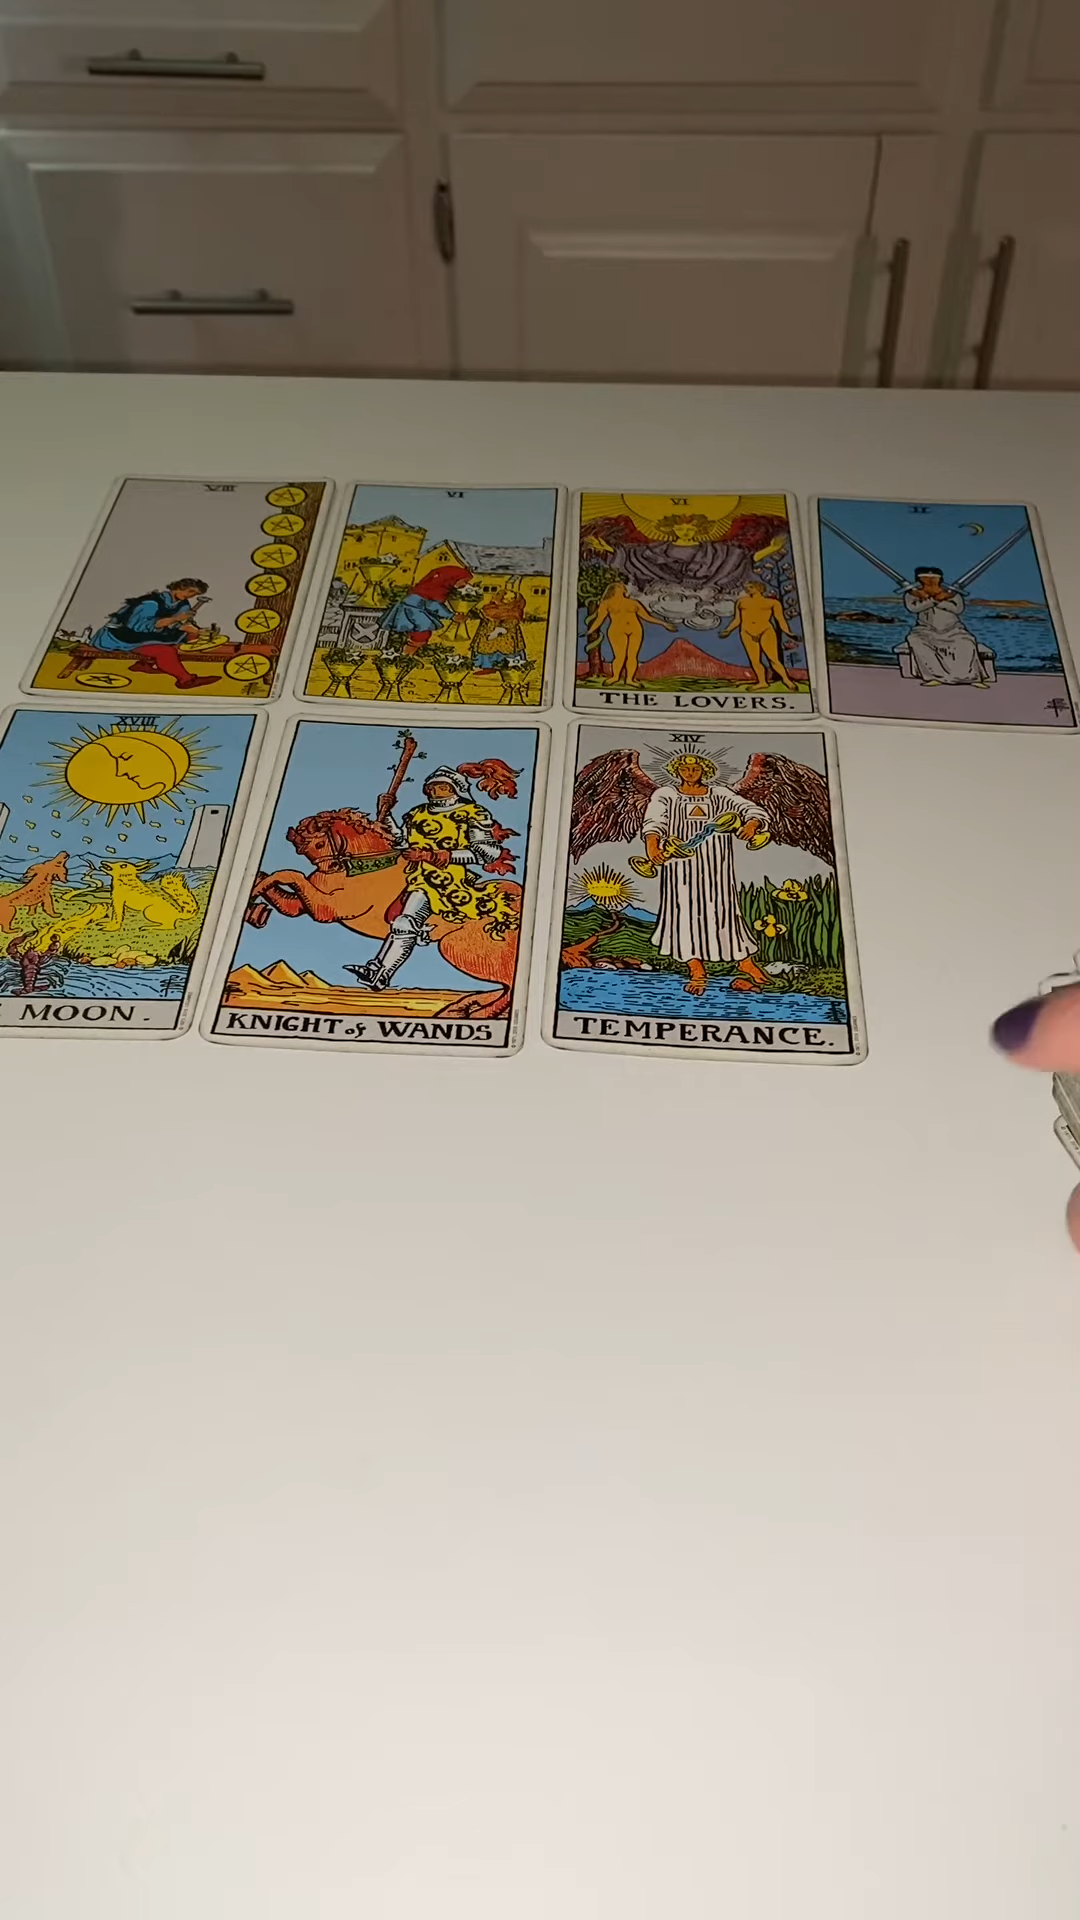 VIII
VI
VI
THE LOVERS.
II
XVIII
MOON.
KNIGHT of WANDS
XIV
TEMPERANCE.